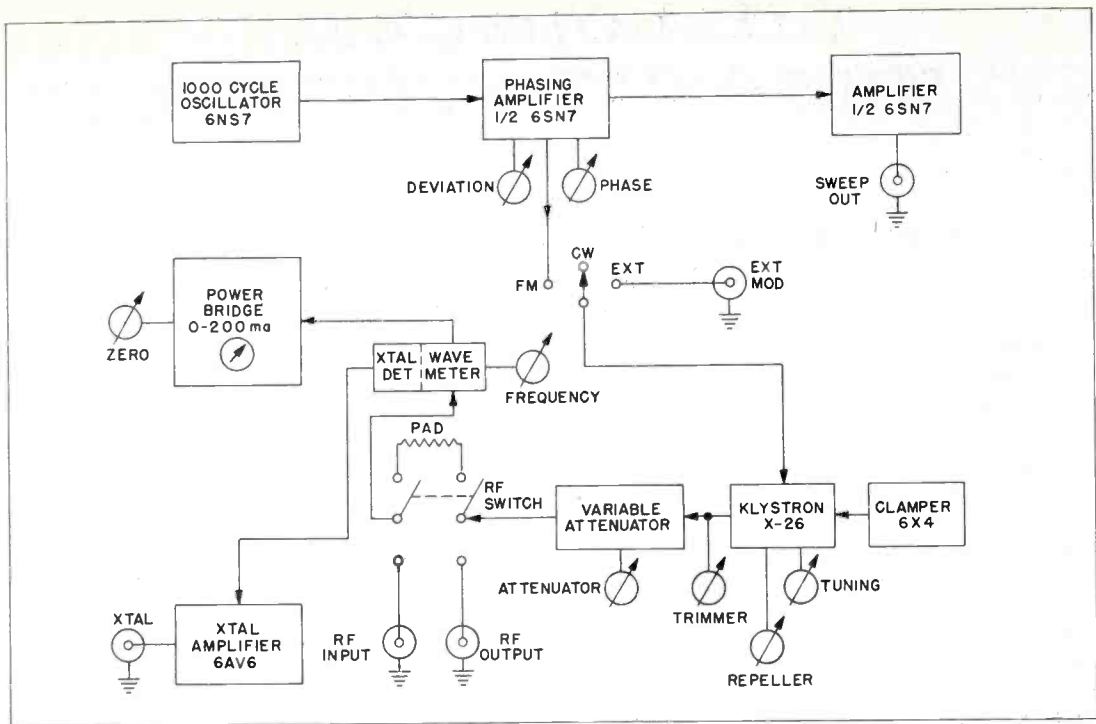 1000 CYCLE
OSCILLATOR
6NS7
PHASING
AMPLIFIER
1/2 6SN7
AMPLIFIER
1/2 6SN7
DEVIATION
PHASE
SWEEP
OUT
FM
CW
EXT
EXT
MOD
POWER
BRIDGE
0-200 ma
ZERO
XTAL
DET
WAVE
METER
FREQUENCY
PAD
RF
SWITCH
VARIABLE
ATTENUATOR
KLYSTRON
X-26
CLAMPER
6X4
ATTENUATOR
TRIMMER
TUNING
REPELLER
XTAL
XTAL
AMPLIFIER
6AV6
RF
INPUT
RF
OUTPUT